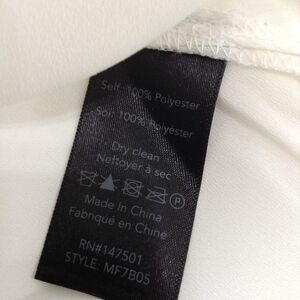 Self: 100% Polyester
Soi: 100% Polyester
Dry clean
Nettoyer à sec
P
Made In China
Fabriqué en Chine
RN#147501
STYLE: MF7B05